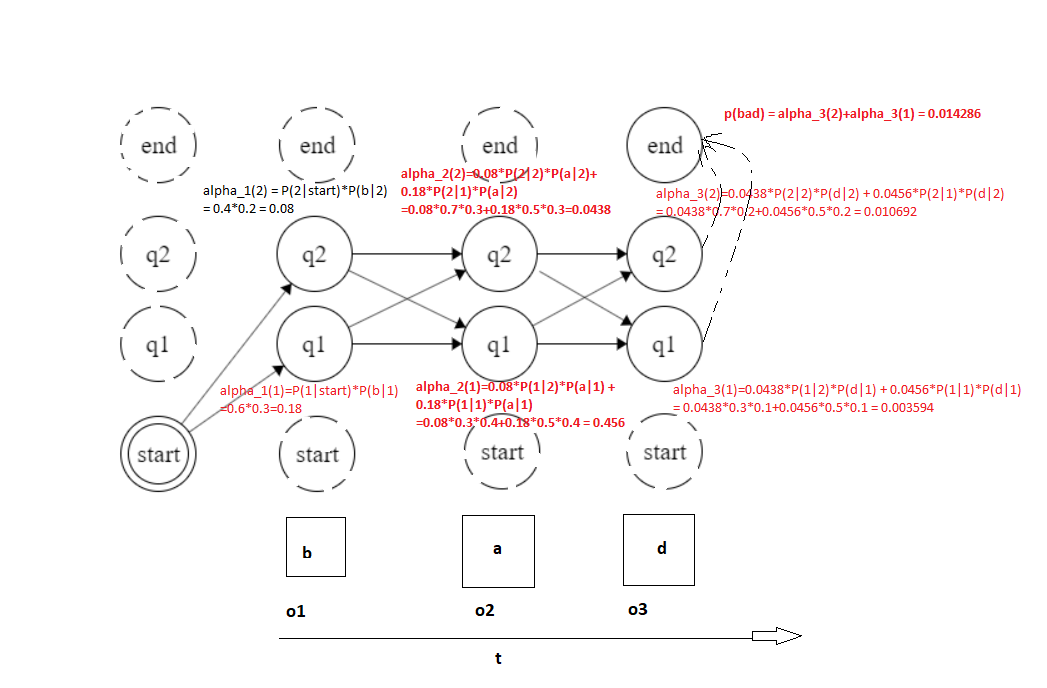 p(bad) = alpha_3(2)+alpha_3(1) = 0.014286
end end end end
alpha_1(2) = P(2|start)*P(b|2)
= 0.4*0.2 = 0.08
alpha_2(2)=0.08*P(2|2)*P(a|2)+
0.18*P(2|1)*P(a|2)
=0.08*0.7*0.3+0.18*0.5*0.3=0.0438
alpha_3(2)=0.0438*P(2|2)*P(d|2) + 0.0456*P(2|1)*P(d|2)
= 0.0438*0.7*0.2+0.0456*0.5*0.2 = 0.010692
q2 q2 q2 q2
q1 q1 q1 q1
alpha_1(1)=P(1|start)*P(b|1)
=0.6*0.3=0.18
alpha_2(1)=0.08*P(1|2)*P(a|1) +
0.18*P(1|1)*P(a|1)
=0.08*0.3*0.4+0.18*0.5*0.4 = 0.456
alpha_3(1)=0.0438*P(1|2)*P(d|1) + 0.0456*P(1|1)*P(d|1)
= 0.0438*0.3*0.1+0.0456*0.5*0.1 = 0.003594
start start start start
b a d
o1 o2 o3
t